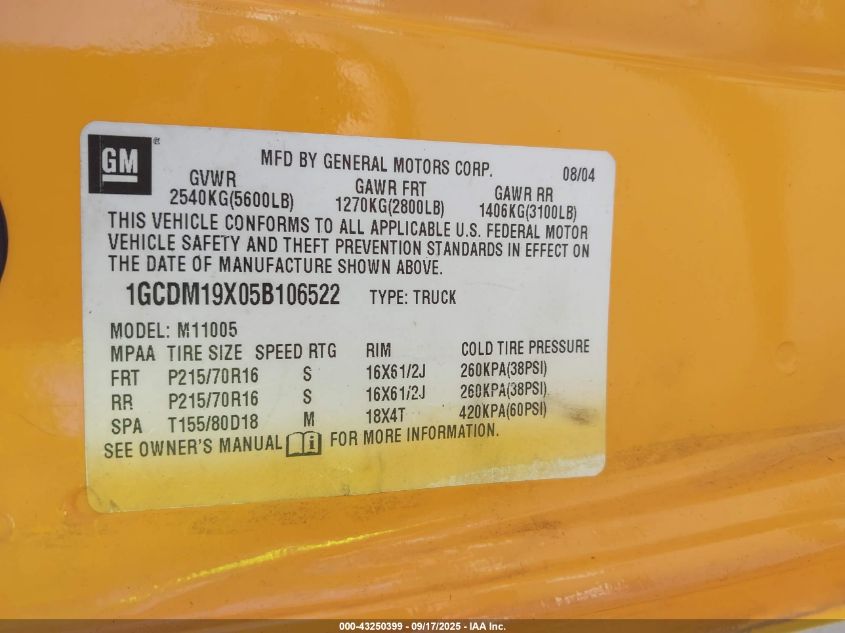 GM ®
MFD BY GENERAL MOTORS CORP. 08/04
GVWR GAWR FRT GAWR RR
2540KG(5600LB) 1270KG(2800LB) 1406KG(3100LB)
THIS VEHICLE CONFORMS TO ALL APPLICABLE U.S. FEDERAL MOTOR
VEHICLE SAFETY AND THEFT PREVENTION STANDARDS IN EFFECT ON
THE DATE OF MANUFACTURE SHOWN ABOVE.
1GCDM19X05B106522 TYPE: TRUCK
MODEL: M11005
MPAA TIRE SIZE SPEED RTG RIM COLD TIRE PRESSURE
FRT P215/70R16 S 16X61/2J 260KPA(38PSI)
RR P215/70R16 S 16X61/2J 260KPA(38PSI)
SPA T155/80D18 M 18X4T 420KPA(60PSI)
SEE OWNER'S MANUAL i FOR MORE INFORMATION.
000-43250399 - 09/17/2025 - IAA Inc.